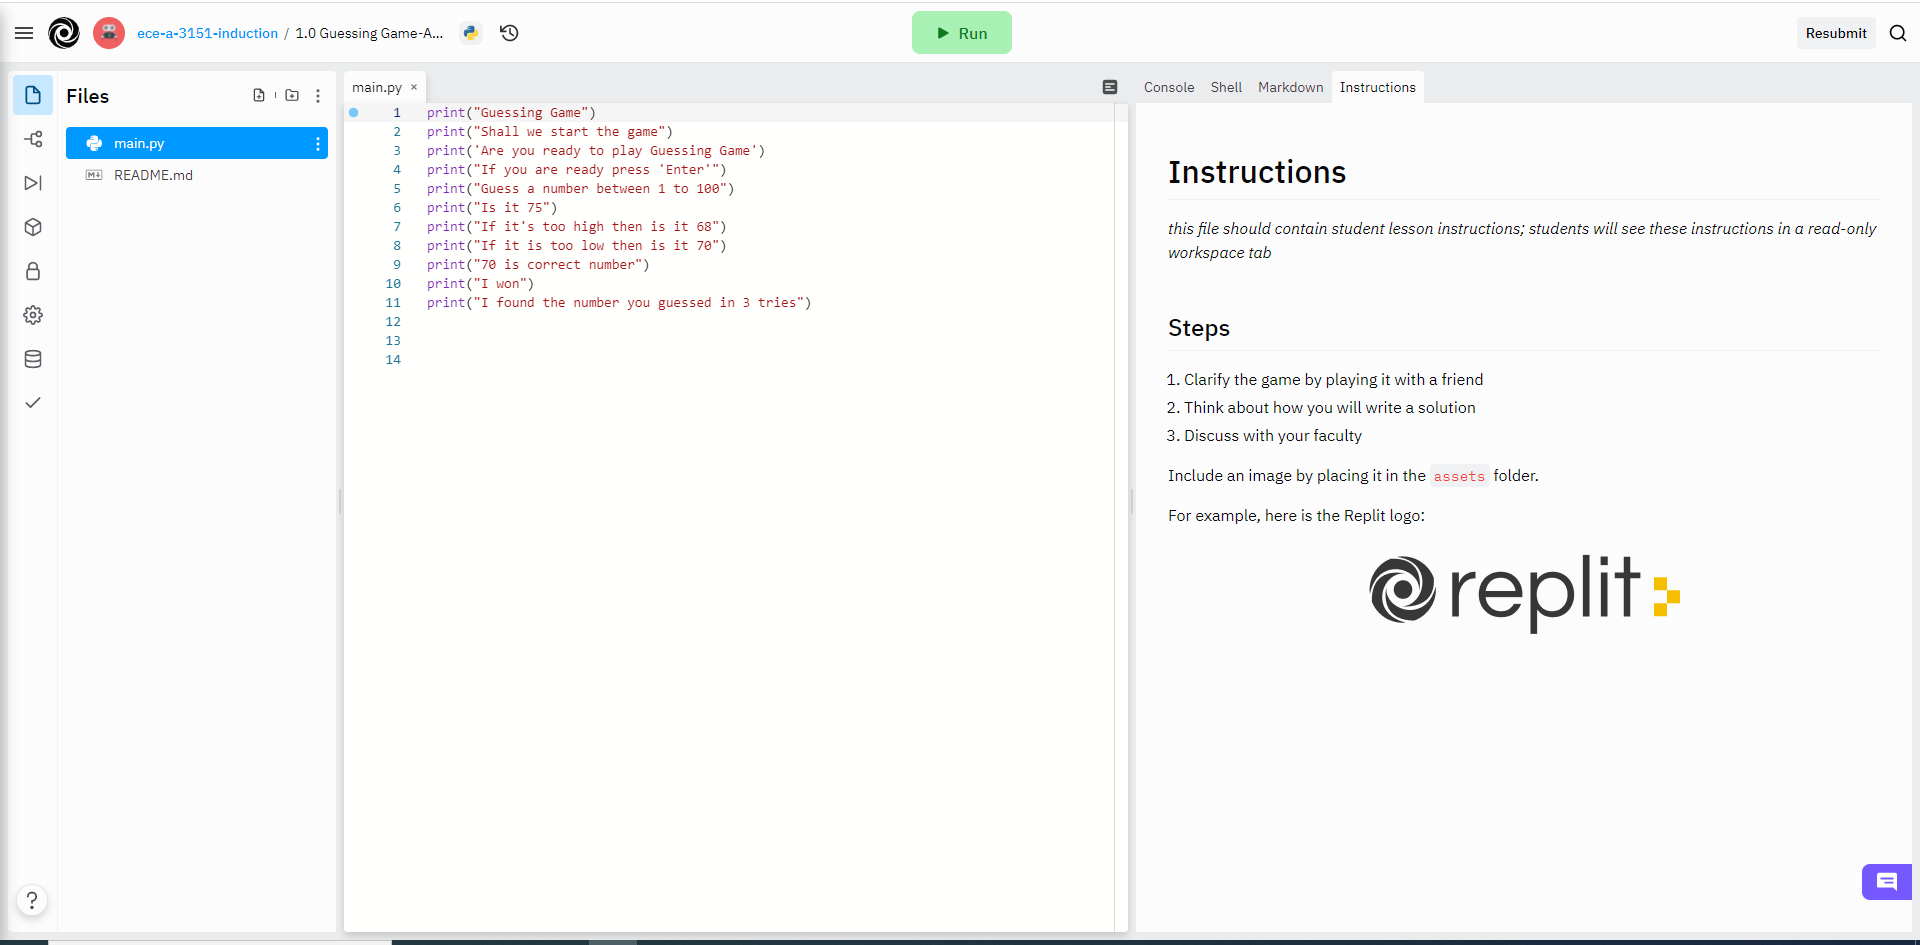 ece-a-3151-induction / 1.0 Guessing Game-A...
Run
Resubmit
Files
main.py
README.md
main.py ×
1 print("Guessing Game")
2 print("Shall we start the game")
3 print('Are you ready to play Guessing Game')
4 print("If you are ready press 'Enter'")
5 print("Guess a number between 1 to 100")
6 print("Is it 75")
7 print("If it's too high then is it 68")
8 print("If it is too low then is it 70")
9 print("70 is correct number")
10 print("I won")
11 print("I found the number you guessed in 3 tries")
12
13
14
Console Shell Markdown Instructions
Instructions
this file should contain student lesson instructions; students will see these instructions in a read-only
workspace tab
Steps
1. Clarify the game by playing it with a friend
2. Think about how you will write a solution
3. Discuss with your faculty
Include an image by placing it in the assets folder.
For example, here is the Replit logo:
replit
?